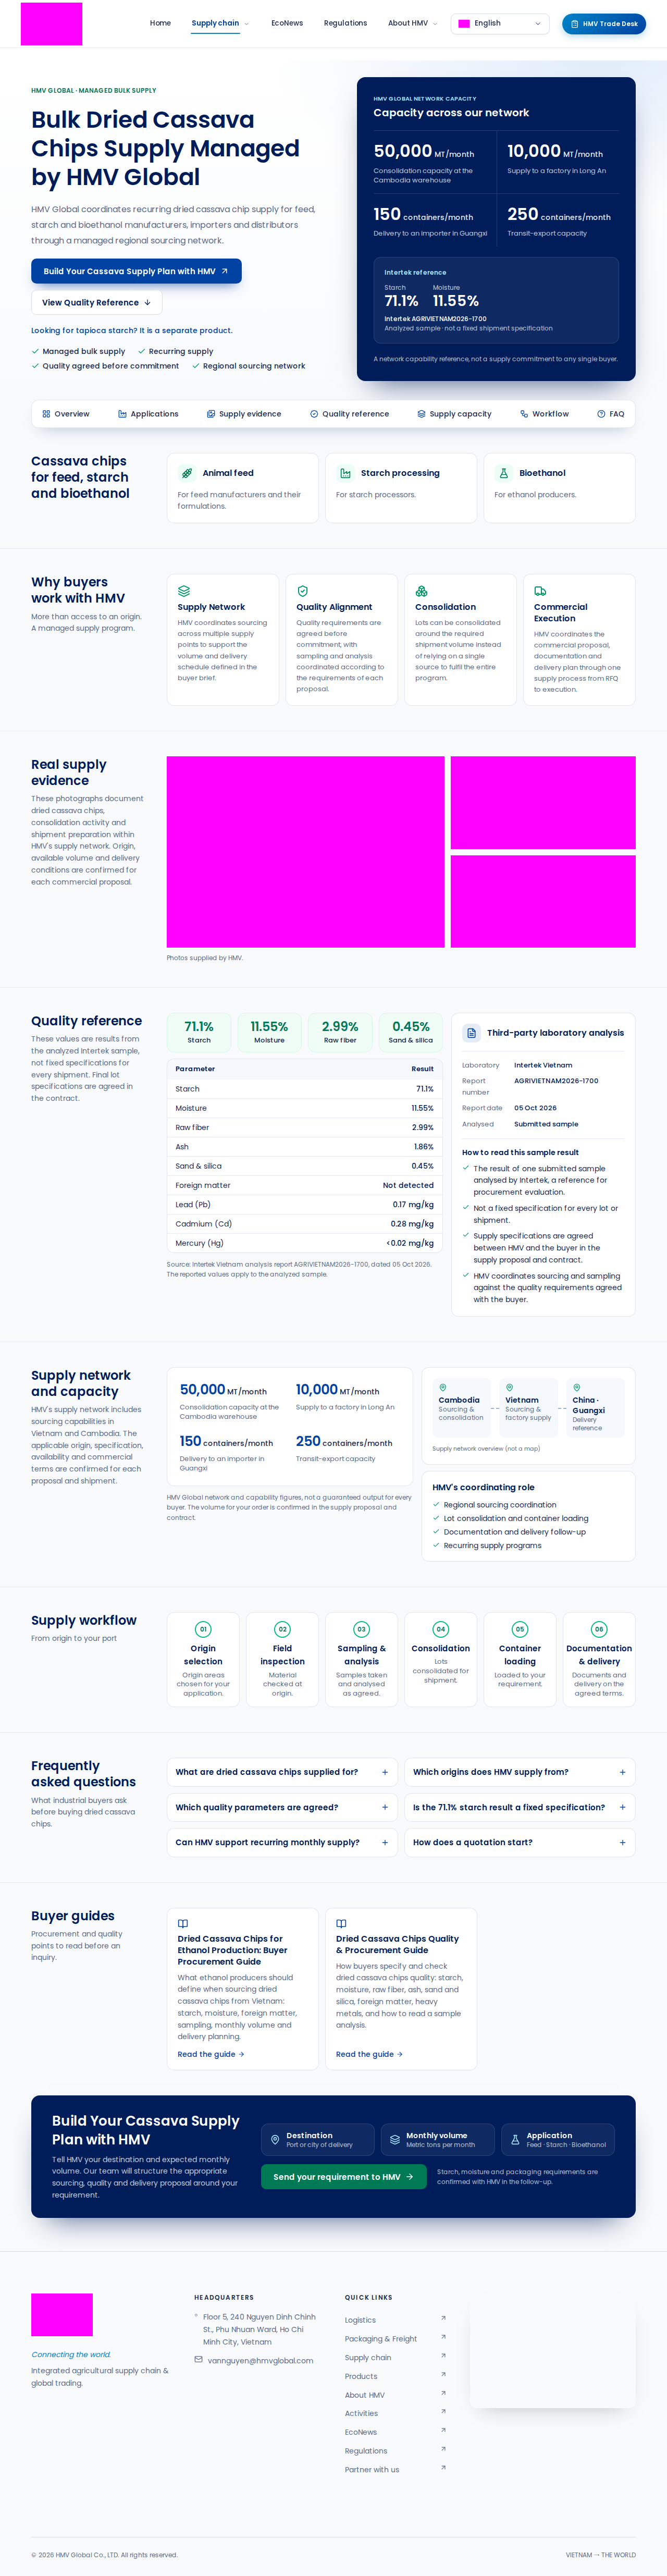 Home
Supply chain
EcoNews
Regulations
About HMV
English
HMV Trade Desk
HMV GLOBAL · MANAGED BULK SUPPLY
Bulk Dried Cassava
Chips Supply Managed
by HMV Global
HMV Global coordinates recurring dried cassava chip supply for feed,
starch and bioethanol manufacturers, importers and distributors
through a managed regional sourcing network.
Build Your Cassava Supply Plan with HMV
View Quality Reference
Looking for tapioca starch? It is a separate product.
Managed bulk supply
Recurring supply
Quality agreed before commitment
Regional sourcing network
HMV GLOBAL NETWORK CAPACITY
Capacity across our network
50,000 MT/month
Consolidation capacity at the
Cambodia warehouse
10,000 MT/month
Supply to a factory in Long An
150 containers/month
Delivery to an importer in Guangxi
250 containers/month
Transit-export capacity
Intertek reference
Starch
71.1%
Moisture
11.55%
Intertek AGRIVIETNAM2026-1700
Analyzed sample · not a fixed shipment specification
A network capability reference, not a supply commitment to any single buyer.
Overview
Applications
Supply evidence
Quality reference
Supply capacity
Workflow
FAQ
Cassava chips
for feed, starch
and bioethanol
Animal feed
For feed manufacturers and their
formulations.
Starch processing
For starch processors.
Bioethanol
For ethanol producers.
Why buyers
work with HMV
More than access to an origin.
A managed supply program.
Supply Network
HMV coordinates sourcing
across multiple supply
points to support the
volume and delivery
schedule defined in the
buyer brief.
Quality Alignment
Quality requirements are
agreed before
commitment, with
sampling and analysis
coordinated according to
the requirements of each
proposal.
Consolidation
Lots can be consolidated
around the required
shipment volume instead
of relying on a single
source to fulfil the entire
program.
Commercial
Execution
HMV coordinates the
commercial proposal,
documentation and
delivery plan through one
supply process from RFQ
to execution.
Real supply
evidence
These photographs document
dried cassava chips,
consolidation activity and
shipment preparation within
HMV's supply network. Origin,
available volume and delivery
conditions are confirmed for
each commercial proposal.
Photos supplied by HMV.
Quality reference
These values are results from
the analyzed Intertek sample,
not fixed specifications for
every shipment. Final lot
specifications are agreed in
the contract.
71.1%
Starch
11.55%
Moisture
2.99%
Raw fiber
0.45%
Sand & silica
Parameter Result
Starch 71.1%
Moisture 11.55%
Raw fiber 2.99%
Ash 1.86%
Sand & silica 0.45%
Foreign matter Not detected
Lead (Pb) 0.17 mg/kg
Cadmium (Cd) 0.28 mg/kg
Mercury (Hg) <0.02 mg/kg
Source: Intertek Vietnam analysis report AGRIVIETNAM2026-1700, dated 05 Oct 2026.
The reported values apply to the analyzed sample.
Third-party laboratory analysis
Laboratory Intertek Vietnam
Report
number
AGRIVIETNAM2026-1700
Report date 05 Oct 2026
Analysed Submitted sample
How to read this sample result
The result of one submitted sample
analysed by Intertek, a reference for
procurement evaluation.
Not a fixed specification for every lot or
shipment.
Supply specifications are agreed
between HMV and the buyer in the
supply proposal and contract.
HMV coordinates sourcing and sampling
against the quality requirements agreed
with the buyer.
Supply network
and capacity
HMV's supply network includes
sourcing capabilities in
Vietnam and Cambodia. The
applicable origin, specification,
availability and commercial
terms are confirmed for each
proposal and shipment.
50,000 MT/month
Consolidation capacity at the
Cambodia warehouse
10,000 MT/month
Supply to a factory in Long An
150 containers/month
Delivery to an importer in
Guangxi
250 containers/month
Transit-export capacity
HMV Global network and capability figures, not a guaranteed output for every
buyer. The volume for your order is confirmed in the supply proposal and
contract.
Cambodia
Sourcing &
consolidation
Vietnam
Sourcing &
factory supply
China ·
Guangxi
Delivery
reference
Supply network overview (not a map)
HMV's coordinating role
Regional sourcing coordination
Lot consolidation and container loading
Documentation and delivery follow-up
Recurring supply programs
Supply workflow
From origin to your port
01
Origin
selection
Origin areas
chosen for your
application.
02
Field
inspection
Material
checked at
origin.
03
Sampling &
analysis
Samples taken
and analysed
as agreed.
04
Consolidation
Lots
consolidated for
shipment.
05
Container
loading
Loaded to your
requirement.
06
Documentation
& delivery
Documents and
delivery on the
agreed terms.
Frequently
asked questions
What industrial buyers ask
before buying dried cassava
chips.
What are dried cassava chips supplied for?
Which origins does HMV supply from?
Which quality parameters are agreed?
Is the 71.1% starch result a fixed specification?
Can HMV support recurring monthly supply?
How does a quotation start?
Buyer guides
Procurement and quality
points to read before an
inquiry.
Dried Cassava Chips for
Ethanol Production: Buyer
Procurement Guide
What ethanol producers should
define when sourcing dried
cassava chips from Vietnam:
starch, moisture, foreign matter,
sampling, monthly volume and
delivery planning.
Read the guide →
Dried Cassava Chips Quality
& Procurement Guide
How buyers specify and check
dried cassava chips quality: starch,
moisture, raw fiber, ash, sand and
silica, foreign matter, heavy
metals, and how to read a sample
analysis.
Read the guide →
Build Your Cassava Supply
Plan with HMV
Tell HMV your destination and expected monthly
volume. Our team will structure the appropriate
sourcing, quality and delivery proposal around your
requirement.
Destination
Port or city of delivery
Monthly volume
Metric tons per month
Application
Feed · Starch · Bioethanol
Send your requirement to HMV
Starch, moisture and packaging requirements are
confirmed with HMV in the follow-up.
Connecting the world.
Integrated agricultural supply chain &
global trading.
HEADQUARTERS
Floor 5, 240 Nguyen Dinh Chinh
St., Phu Nhuan Ward, Ho Chi
Minh City, Vietnam
vannguyen@hmvglobal.com
QUICK LINKS
Logistics
Packaging & Freight
Supply chain
Products
About HMV
Activities
EcoNews
Regulations
Partner with us
© 2026 HMV Global Co., LTD. All rights reserved.
VIETNAM → THE WORLD